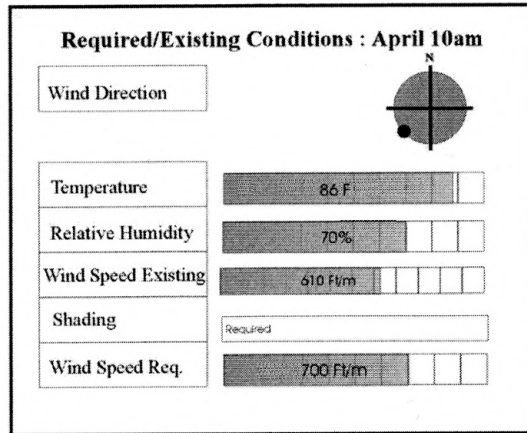 Required/Existing Conditions : April 10am
N
Wind Direction
Temperature 86 F
Relative Humidity 70%
Wind Speed Existing 610 Ft/m
Shading Required
Wind Speed Req. 700 Ft/m